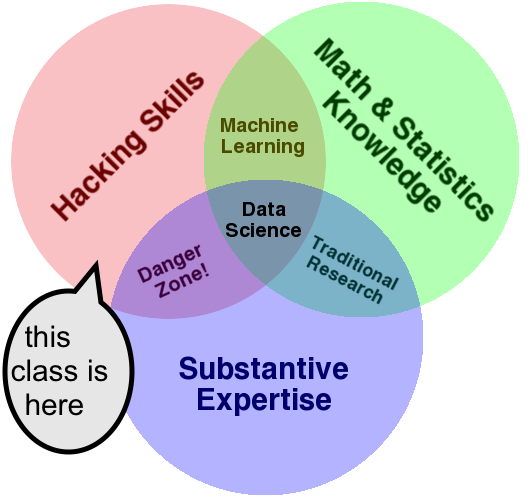 Hacking Skills
Math & Statistics
Knowledge
Machine
Learning
Data
Science
Danger
Zone!
Traditional
Research
this
class is
here
Substantive
Expertise